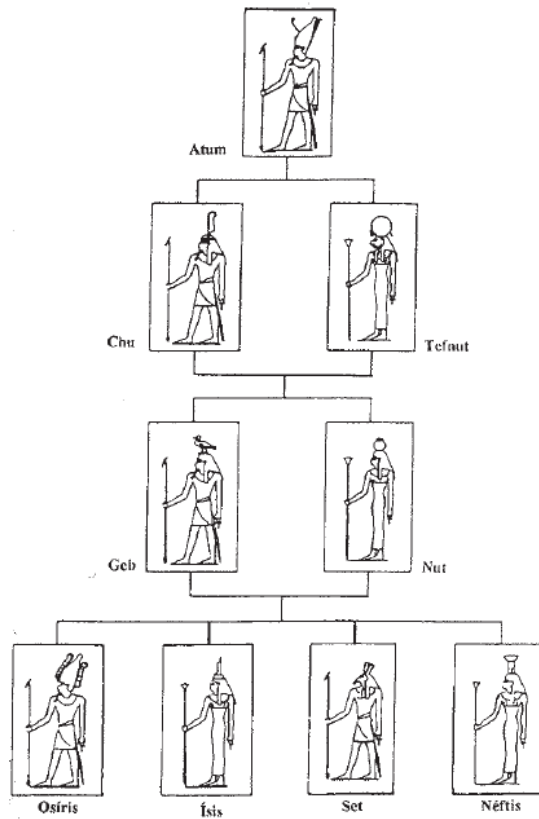 Atum
Chu
Tefnut
Geb
Nut
Osíris
Ísis
Set
Néftis